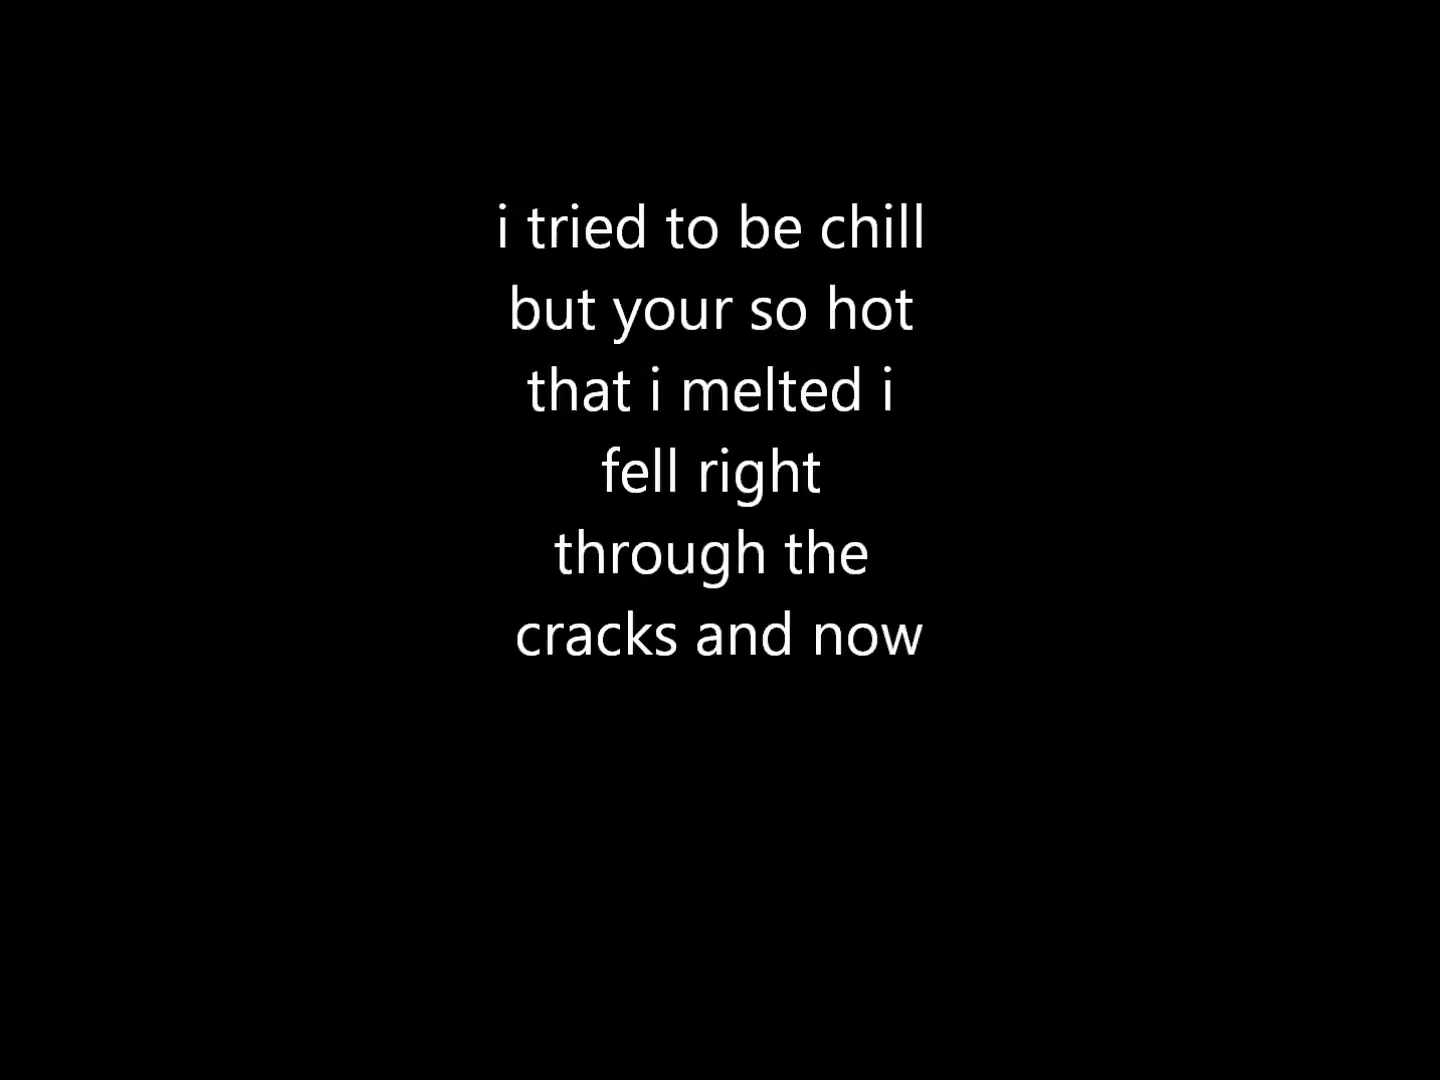 i tried to be chill
but your so hot
that i melted i
fell right
through the
cracks and now